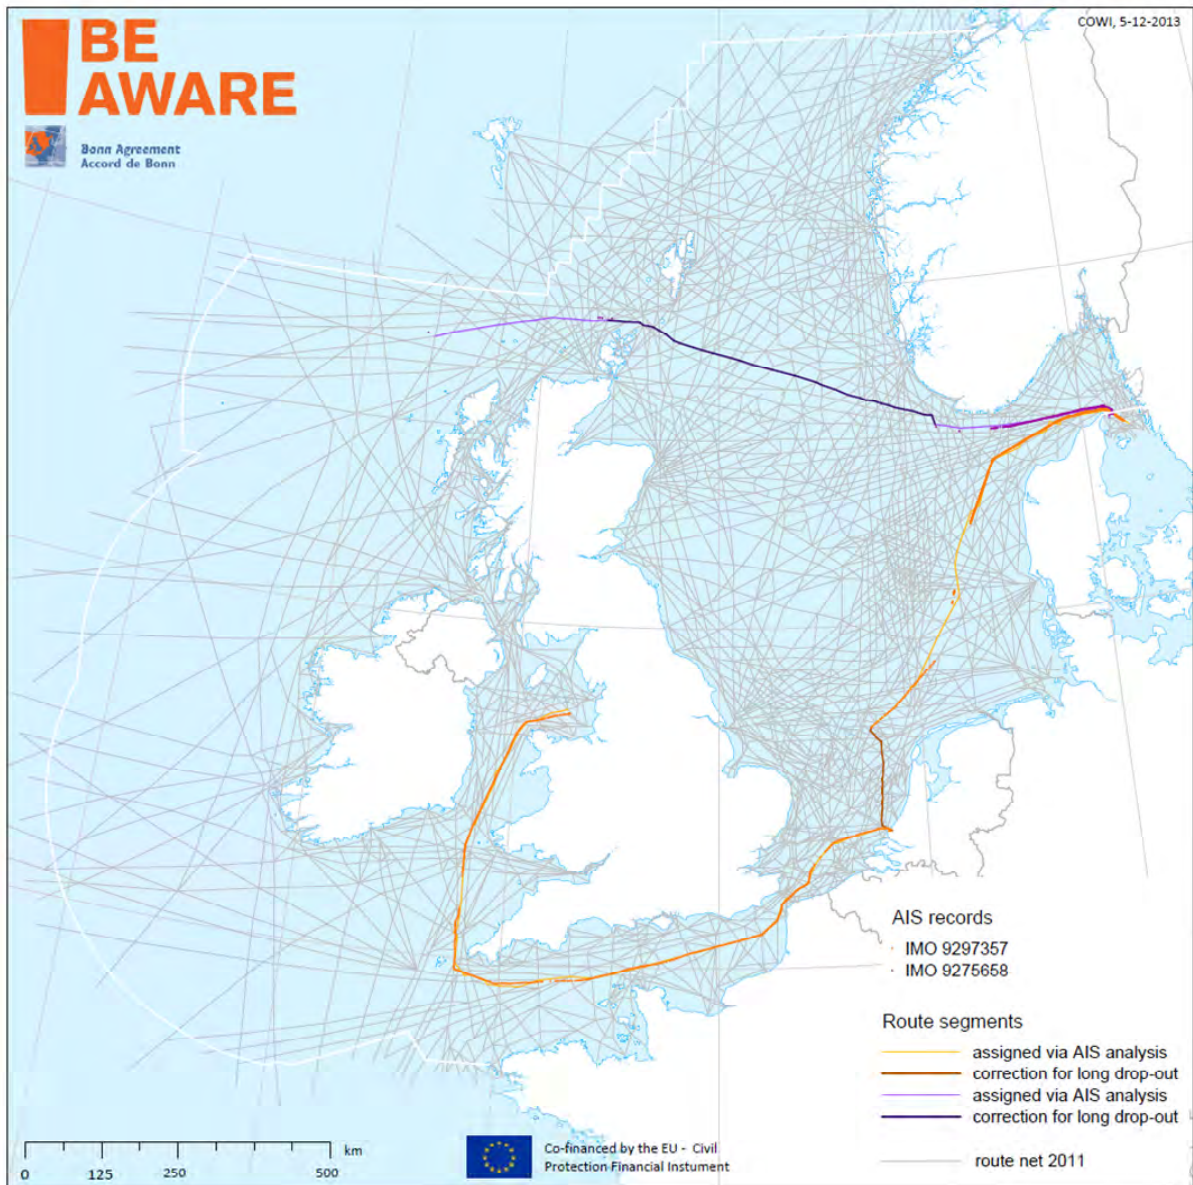 COWI, 5-12-2013
BE
AWARE
Bonn Agreement
Accord de Bonn
AIS records
IMO 9297357
IMO 9275658
Route segments
assigned via AIS analysis
correction for long drop-out
assigned via AIS analysis
correction for long drop-out
route net 2011
km
0 125 250 500
Co-financed by the EU - Civil
Protection Financial Instument